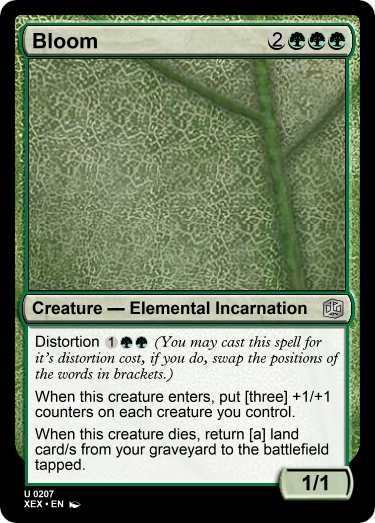 Bloom 2
Creature — Elemental Incarnation
Distortion 1 (You may cast this spell for
it's distortion cost, if you do, swap the positions of
the words in brackets.)
When this creature enters, put [three] +1/+1
counters on each creature you control.
When this creature dies, return [a] land
card/s from your graveyard to the battlefield
tapped.
1/1
U 0207
XEX • EN